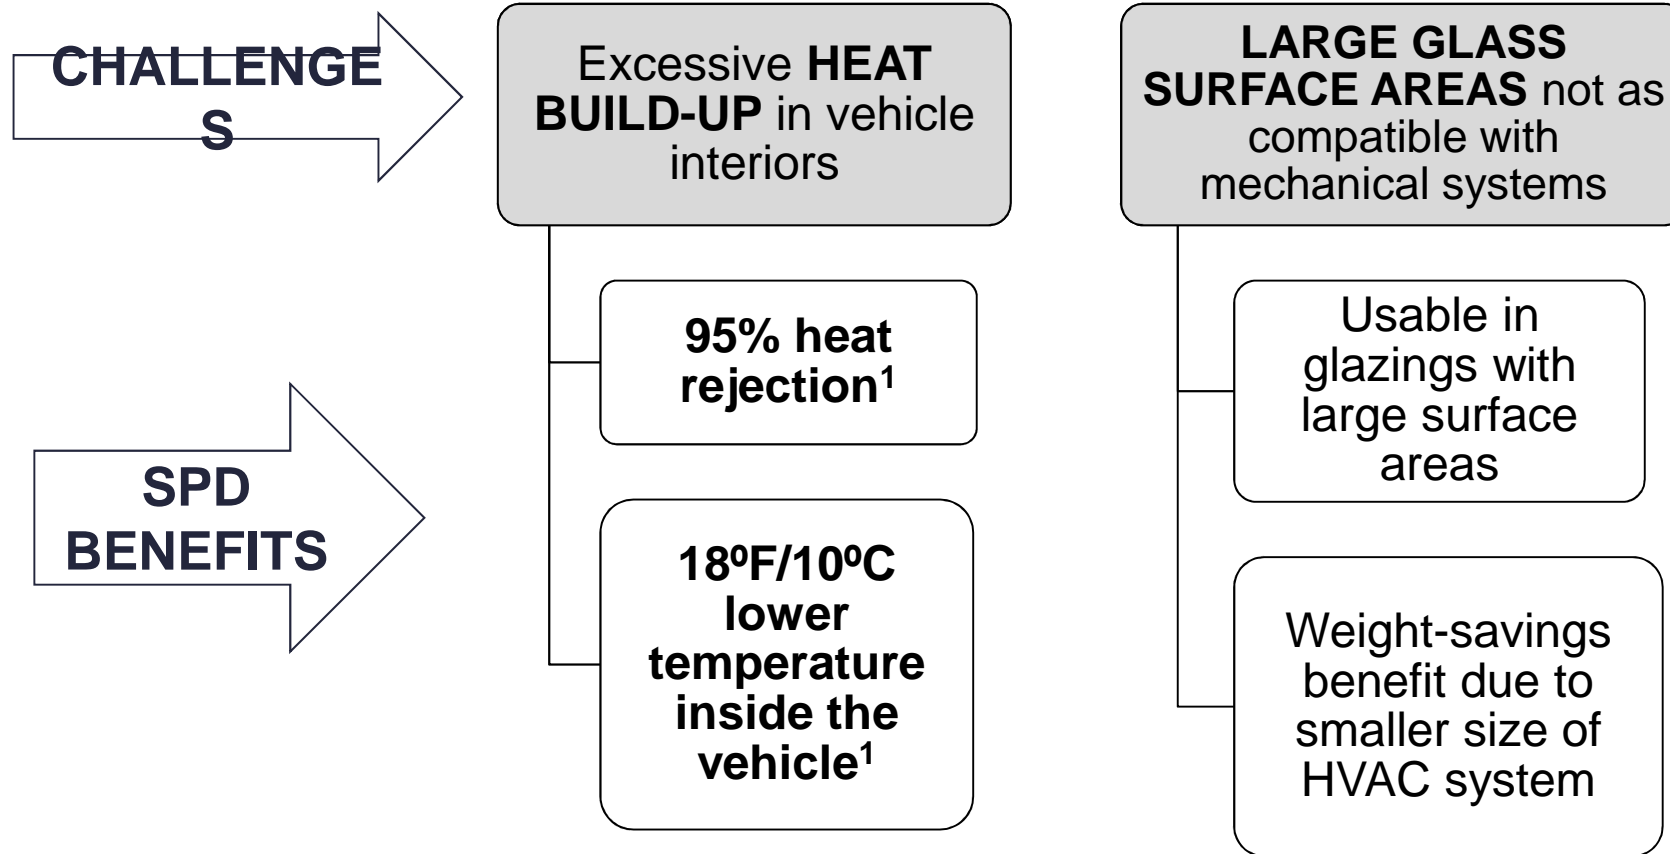 CHALLENGE
S
Excessive HEAT
BUILD-UP in vehicle
interiors
LARGE GLASS
SURFACE AREAS not as
compatible with
mechanical systems
SPD
BENEFITS
95% heat
rejection¹
18⁰F/10⁰C
lower
temperature
inside the
vehicle¹
Usable in
glazings with
large surface
areas
Weight-savings
benefit due to
smaller size of
HVAC system